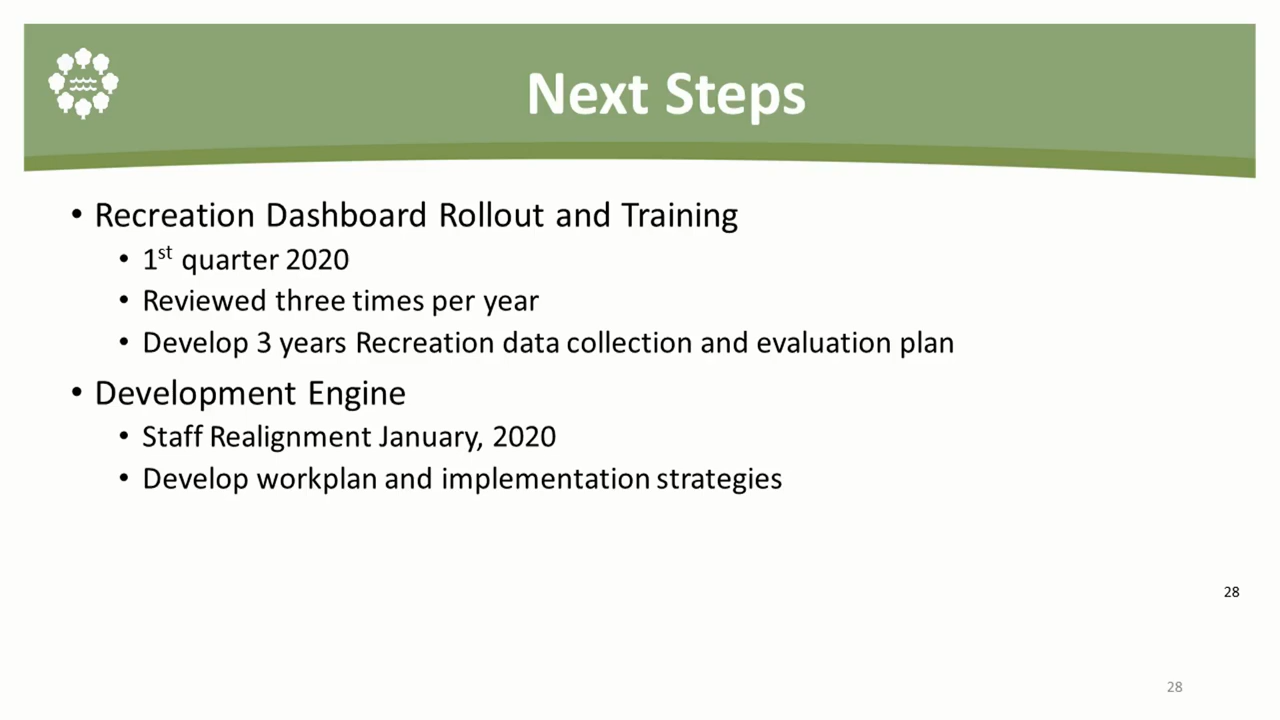 Next Steps
• Recreation Dashboard Rollout and Training
• 1st quarter 2020
• Reviewed three times per year
• Develop 3 years Recreation data collection and evaluation plan
• Development Engine
• Staff Realignment January, 2020
• Develop workplan and implementation strategies
28
28